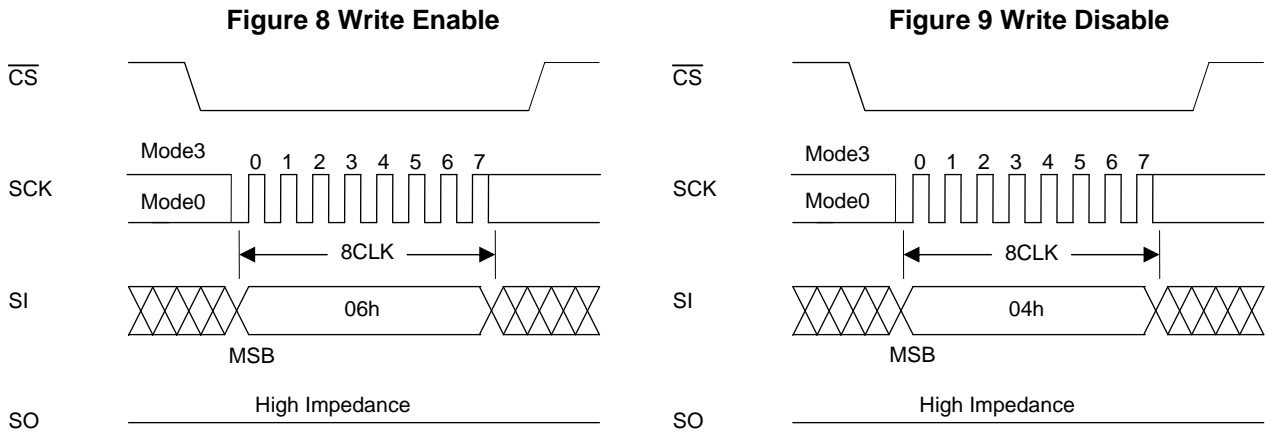 Figure 8 Write Enable
CS
Mode3
0 1 2 3 4 5 6 7
SCK
Mode0
8CLK
SI
06h
MSB
High Impedance
SO
Figure 9 Write Disable
CS
Mode3
0 1 2 3 4 5 6 7
SCK
Mode0
8CLK
SI
04h
MSB
High Impedance
SO